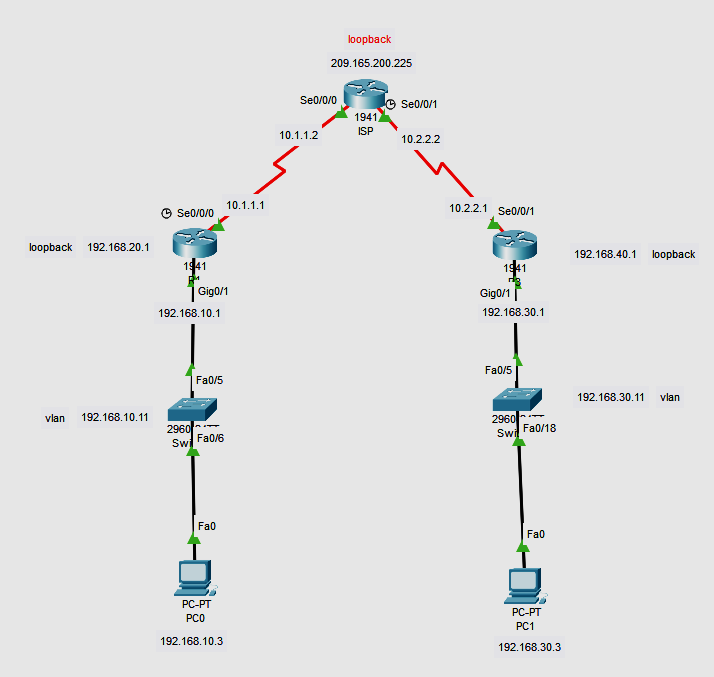 loopback
209.165.200.225
Se0/0/0
Se0/0/1
1941
ISP
10.1.1.2
10.2.2.2
10.1.1.1
10.2.2.1
Se0/0/0
Se0/0/1
loopback 192.168.20.1
192.168.40.1 loopback
1941
1941
Gig0/1
Gig0/1
192.168.10.1
192.168.30.1
Fa0/5
Fa0/5
vlan 192.168.10.11
192.168.30.11 vlan
Fa0/6
Fa0/18
Fa0
Fa0
PC-PT
PC0
PC-PT
PC1
192.168.10.3
192.168.30.3